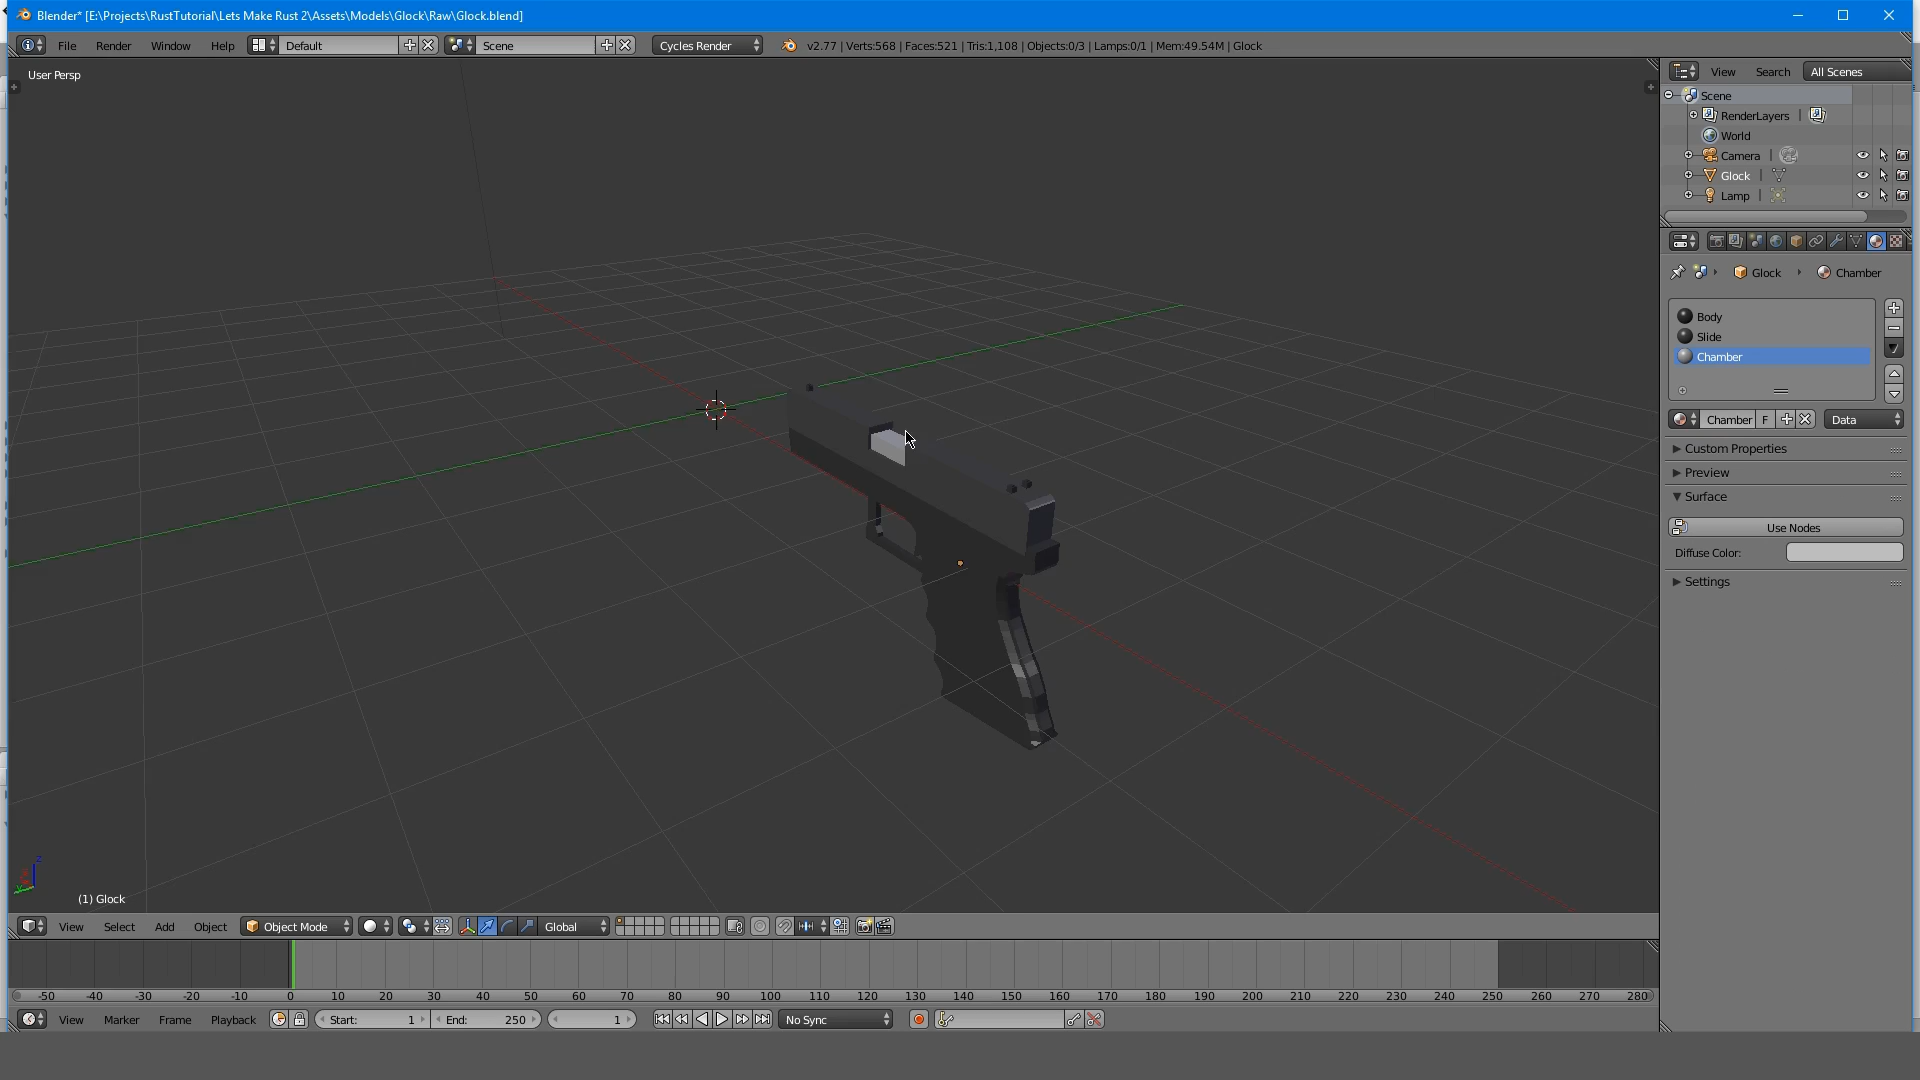 Blender* [E:\Projects\RustTutorial\Lets Make Rust 2\Assets\Models\Glock\Raw\Glock.blend]
File Render Window Help Default Scene Cycles Render v2.77 | Verts:568 | Faces:521 | Tris:1,108 | Objects:0/3 | Lamps:0/1 | Mem:49.54M | Glock
User Persp
View Search All Scenes
Scene
RenderLayers |
World
Camera |
Glock |
Lamp |
Glock Chamber
Body
Slide
Chamber
Chamber F Data
Custom Properties
Preview
Surface
Use Nodes
Diffuse Color:
Settings
(1) Glock
View Select Add Object Object Mode Global
-50 -40 -30 -20 -10 0 10 20 30 40 50 60 70 80 90 100 110 120 130 140 150 160 170 180 190 200 210 220 230 240 250 260 270 280
View Marker Frame Playback Start: 1 End: 250 1 No Sync